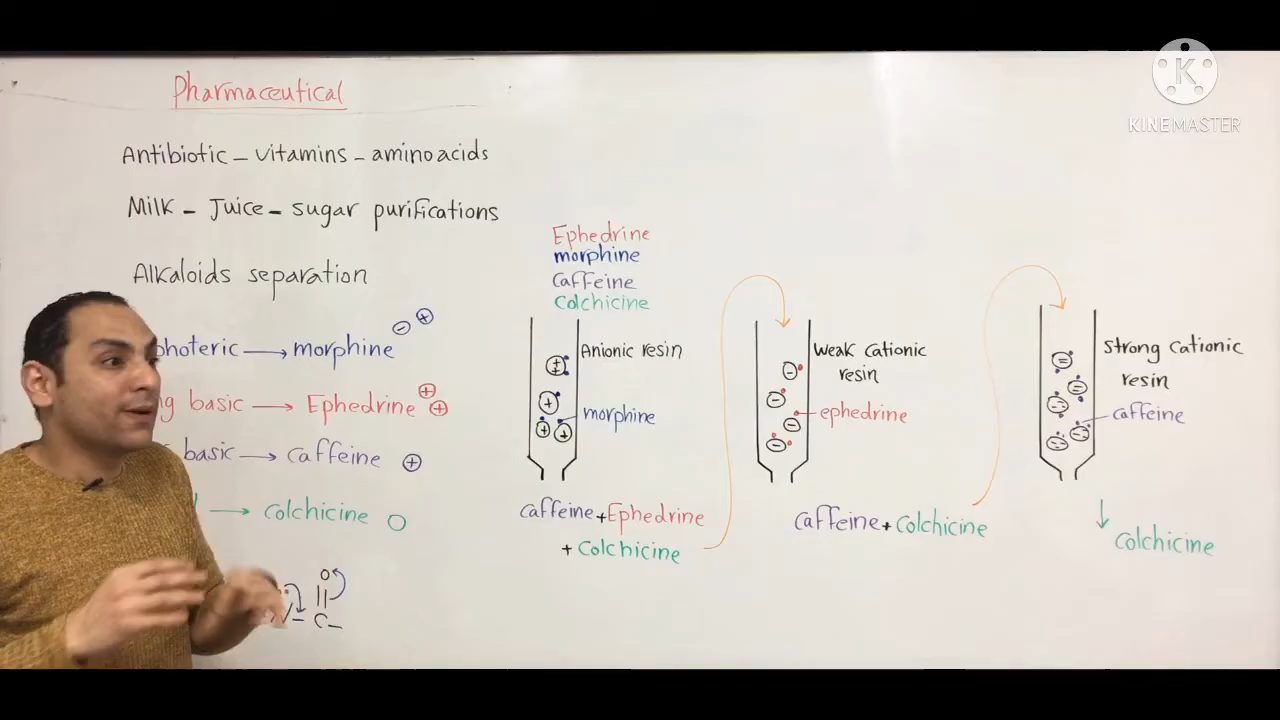 Pharmaceutical
Antibiotic - vitamins - amino acids
Milk - Juice - sugar purifications
Alkaloids separation
photeric → morphine - +
basic → Ephedrine + +
basic → caffeine +
→ colchicine
O
C -
Ephedrine
morphine
Caffeine
Colchicine
Anionic resin
morphine
caffeine + Ephedrine
+ Colchicine
Weak Cationic
resin
ephedrine
Caffeine + Colchicine
Strong Cationic
resin
caffeine
Colchicine
K
KINEMASTER